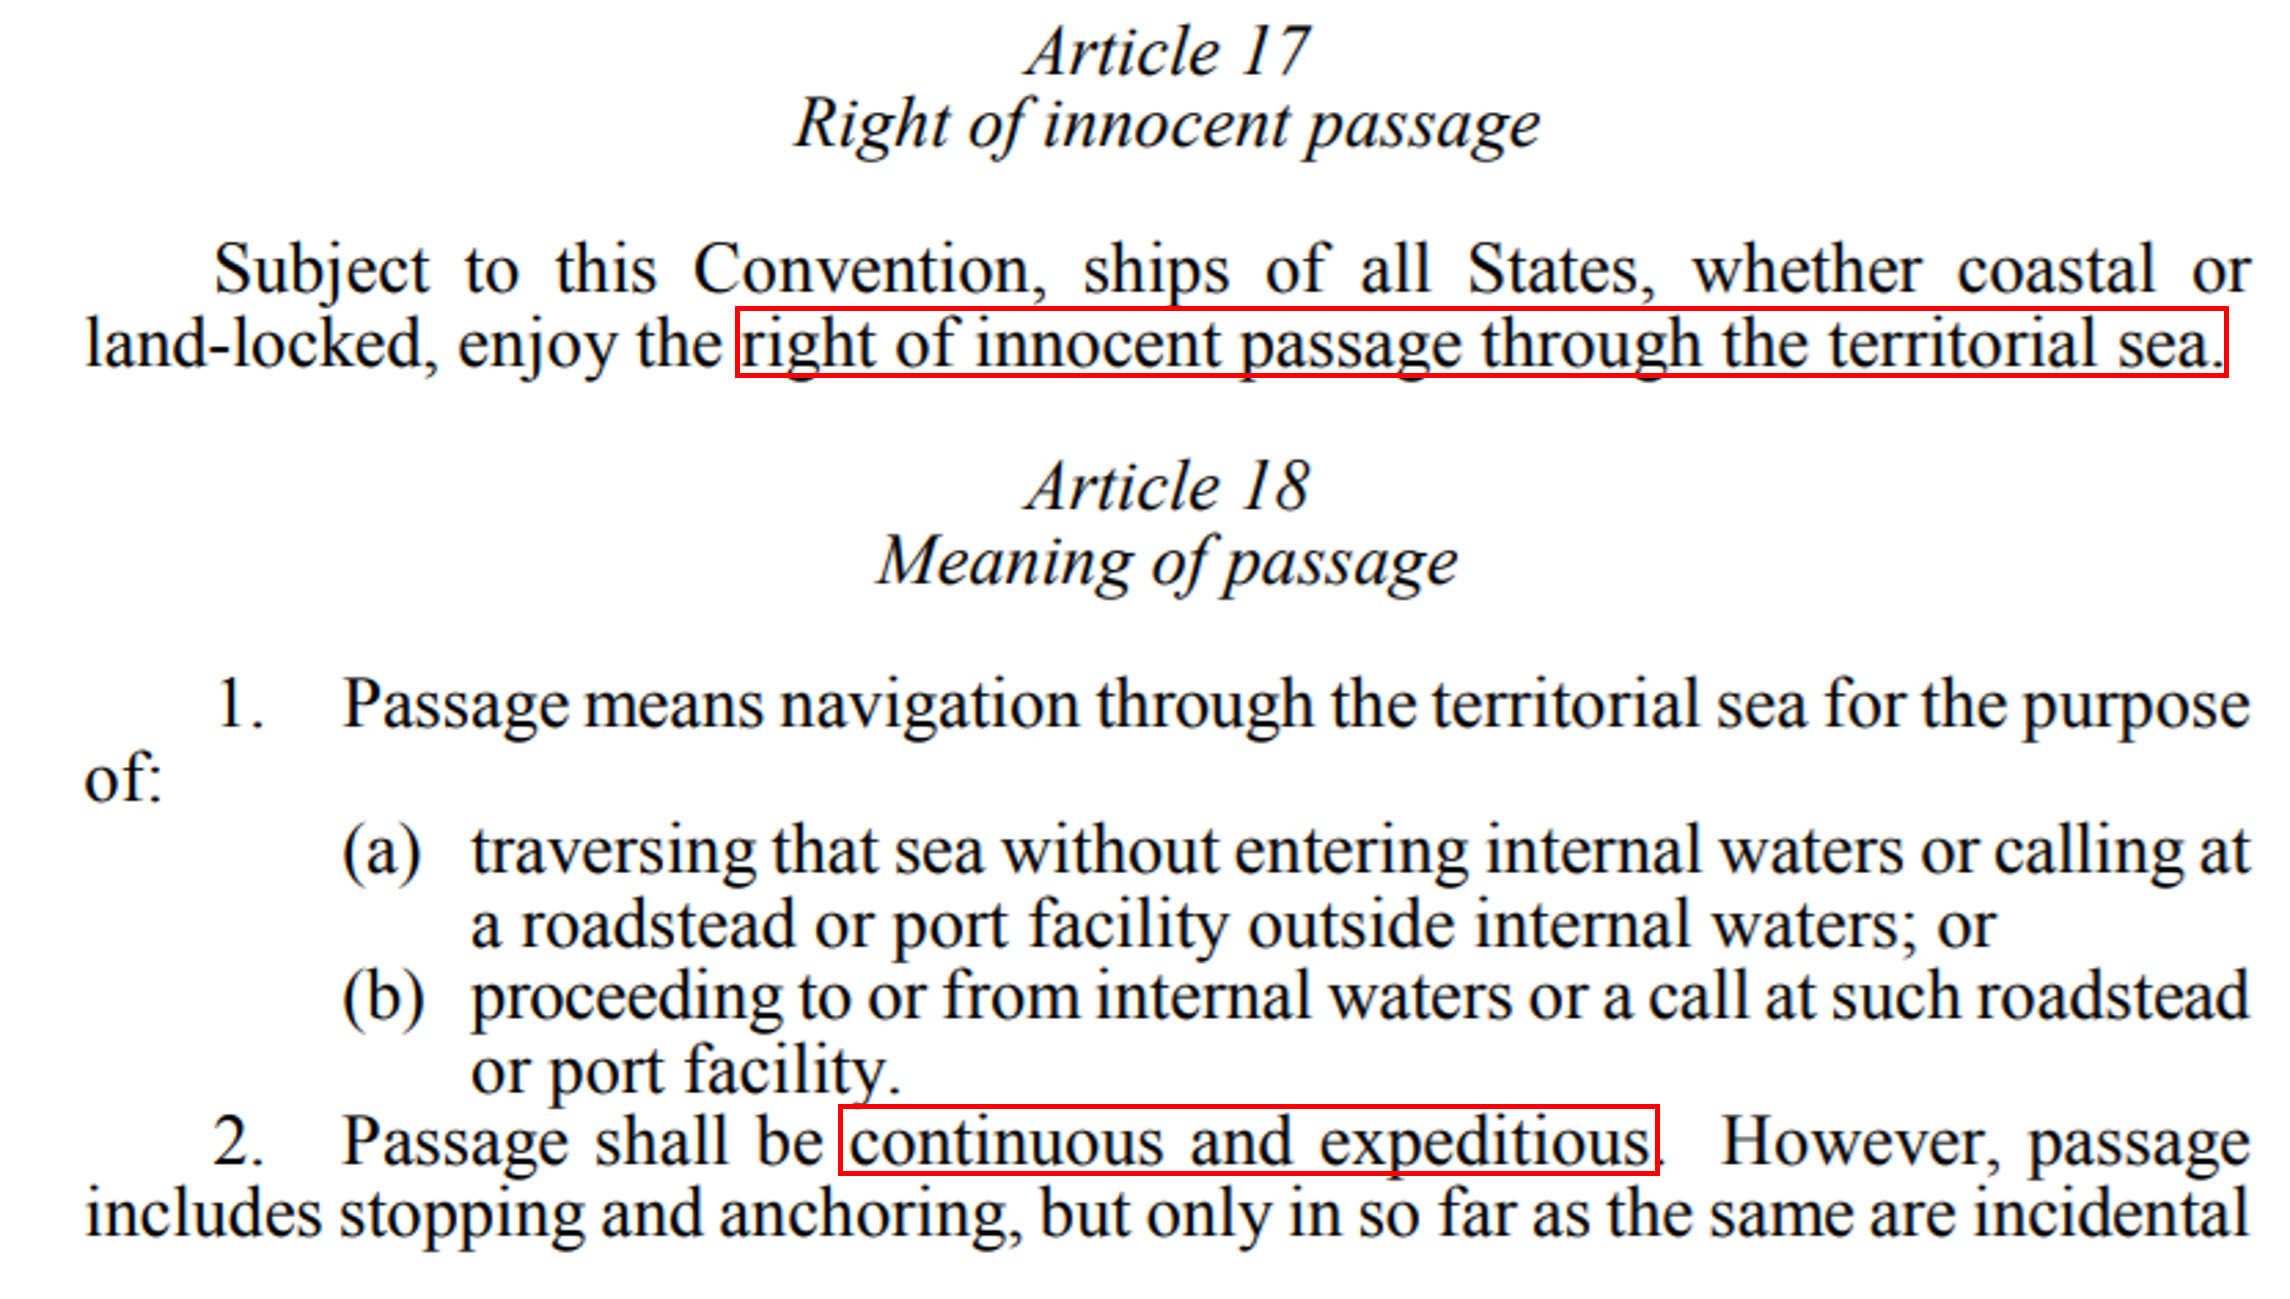 Article 17
Right of innocent passage
Subject to this Convention, ships of all States, whether coastal or
land-locked, enjoy the right of innocent passage through the territorial sea.
Article 18
Meaning of passage
1. Passage means navigation through the territorial sea for the purpose
of:
(a) traversing that sea without entering internal waters or calling at
a roadstead or port facility outside internal waters; or
(b) proceeding to or from internal waters or a call at such roadstead
or port facility.
2. Passage shall be continuous and expeditious. However, passage
includes stopping and anchoring, but only in so far as the same are incidental